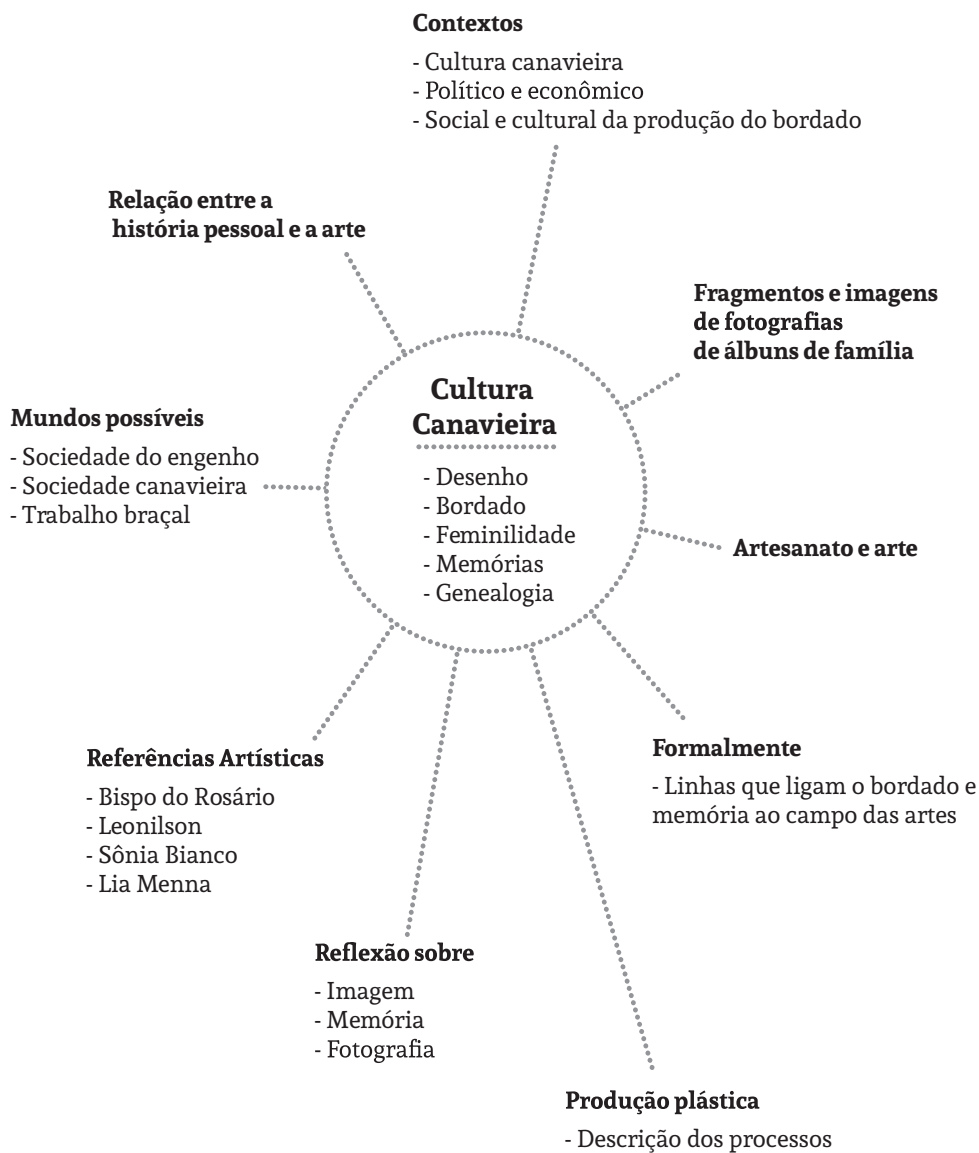 Contextos
- Cultura canavieira
- Político e econômico
- Social e cultural da produção do bordado
Relação entre a
história pessoal e a arte
Fragmentos e imagens
de fotografias
de álbuns de família
Cultura
Canavieira
- Desenho
- Bordado
- Feminilidade
- Memórias
- Genealogia
Mundos possíveis
- Sociedade do engenho
- Sociedade canavieira
- Trabalho braçal
Artesanato e arte
Referências Artísticas
- Bispo do Rosário
- Leonilson
- Sônia Bianco
- Lia Menna
Formalmente
- Linhas que ligam o bordado e
memória ao campo das artes
Reflexão sobre
- Imagem
- Memória
- Fotografia
Produção plástica
- Descrição dos processos